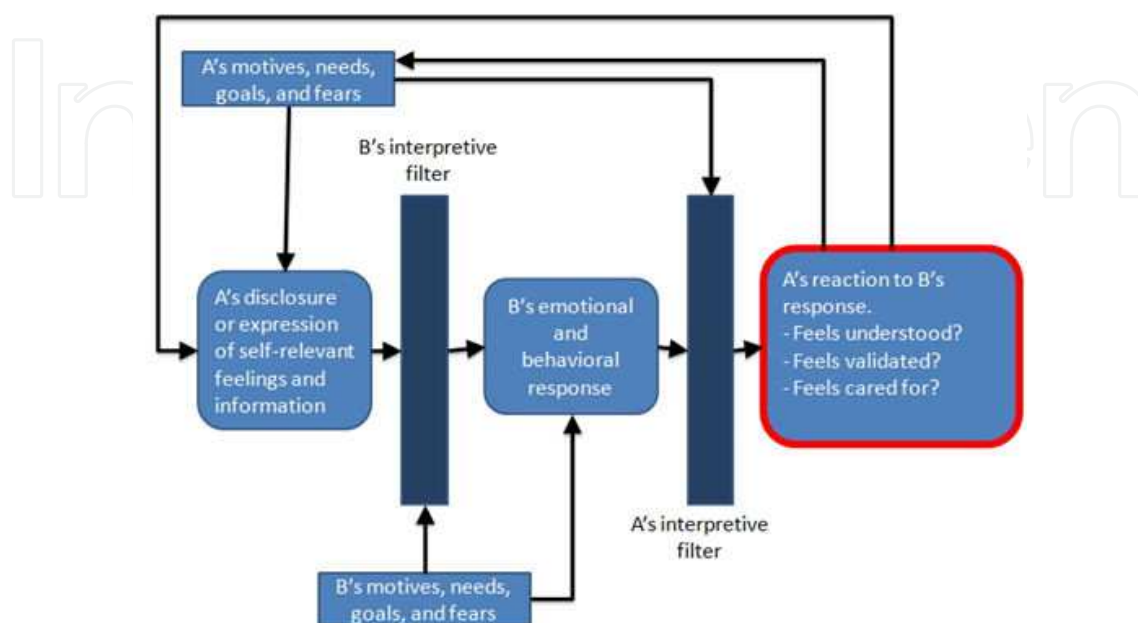 A's motives, needs,
goals, and fears
B's interpretive
filter
A's disclosure
or expression
of self-relevant
feelings and
information
B's emotional
and
behavioral
response
A's reaction to B's
response.
- Feels understood?
- Feels validated?
- Feels cared for?
A's interpretive
filter
B's motives, needs,
goals, and fears